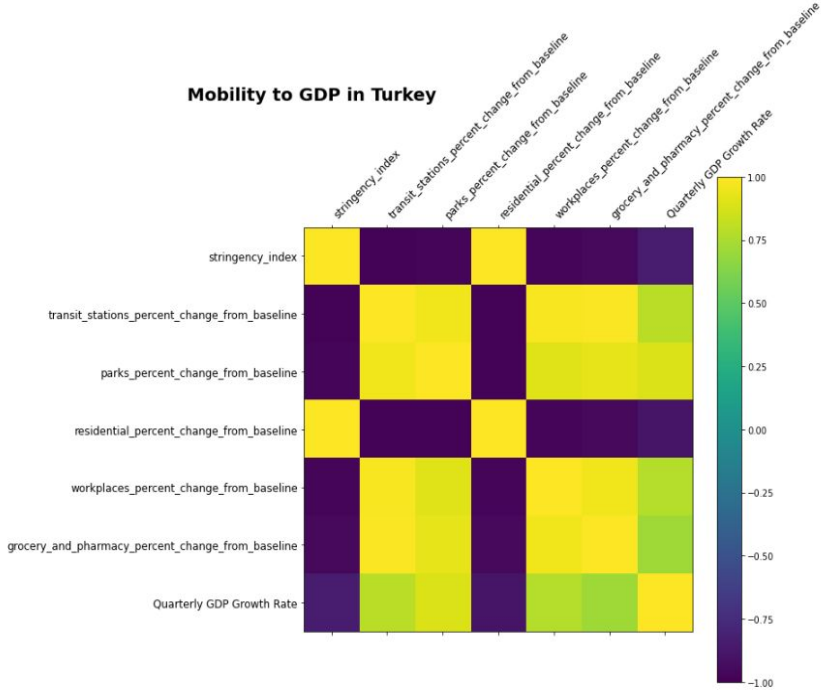 Mobility to GDP in Turkey
stringency_index
transit_stations_percent_change_from_baseline
parks_percent_change_from_baseline
residential_percent_change_from_baseline
workplaces_percent_change_from_baseline
grocery_and_pharmacy_percent_change_from_baseline
Quarterly GDP Growth Rate
stringency_index
transit_stations_percent_change_from_baseline
parks_percent_change_from_baseline
residential_percent_change_from_baseline
workplaces_percent_change_from_baseline
grocery_and_pharmacy_percent_change_from_baseline
Quarterly GDP Growth Rate
1.00
0.75
0.50
0.25
0.00
−0.25
−0.50
−0.75
−1.00